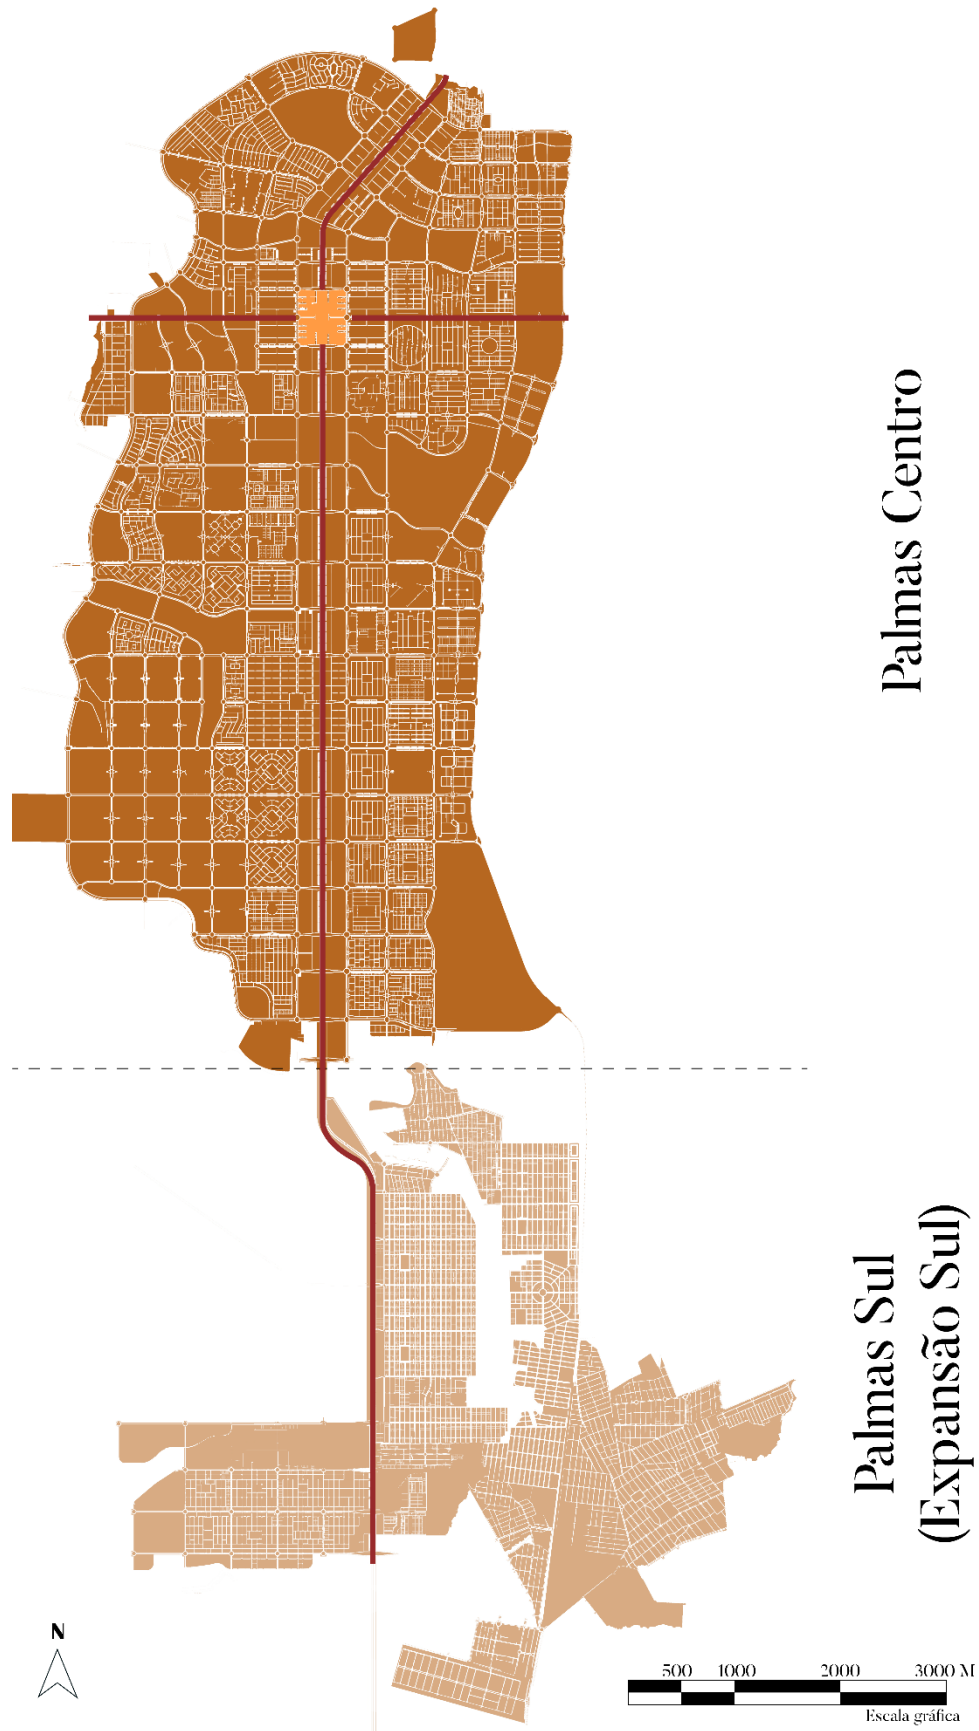 Palmas Centro
Palmas Sul
(Expansão Sul)
N
500 1000 2000 3000 M
Escala gráfica